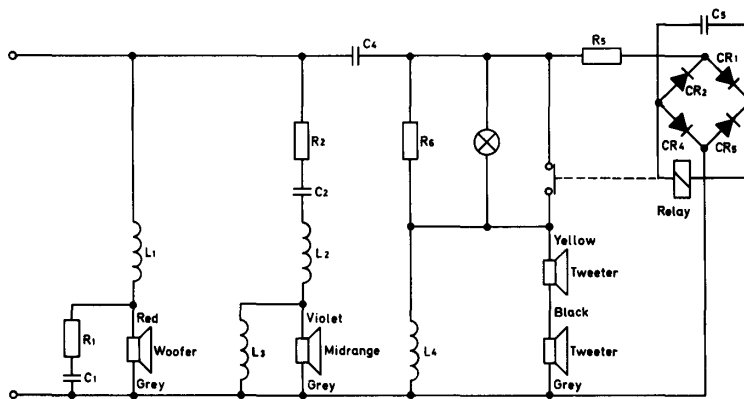 C5
C4
R5
CR1
CR2
R2
R6
CR4
CR5
C2
Relay
L1
L2
Yellow
Tweeter
Red
Violet
Black
R1
Woofer
L3
Midrange
L4
Tweeter
C1
Grey
Grey
Grey